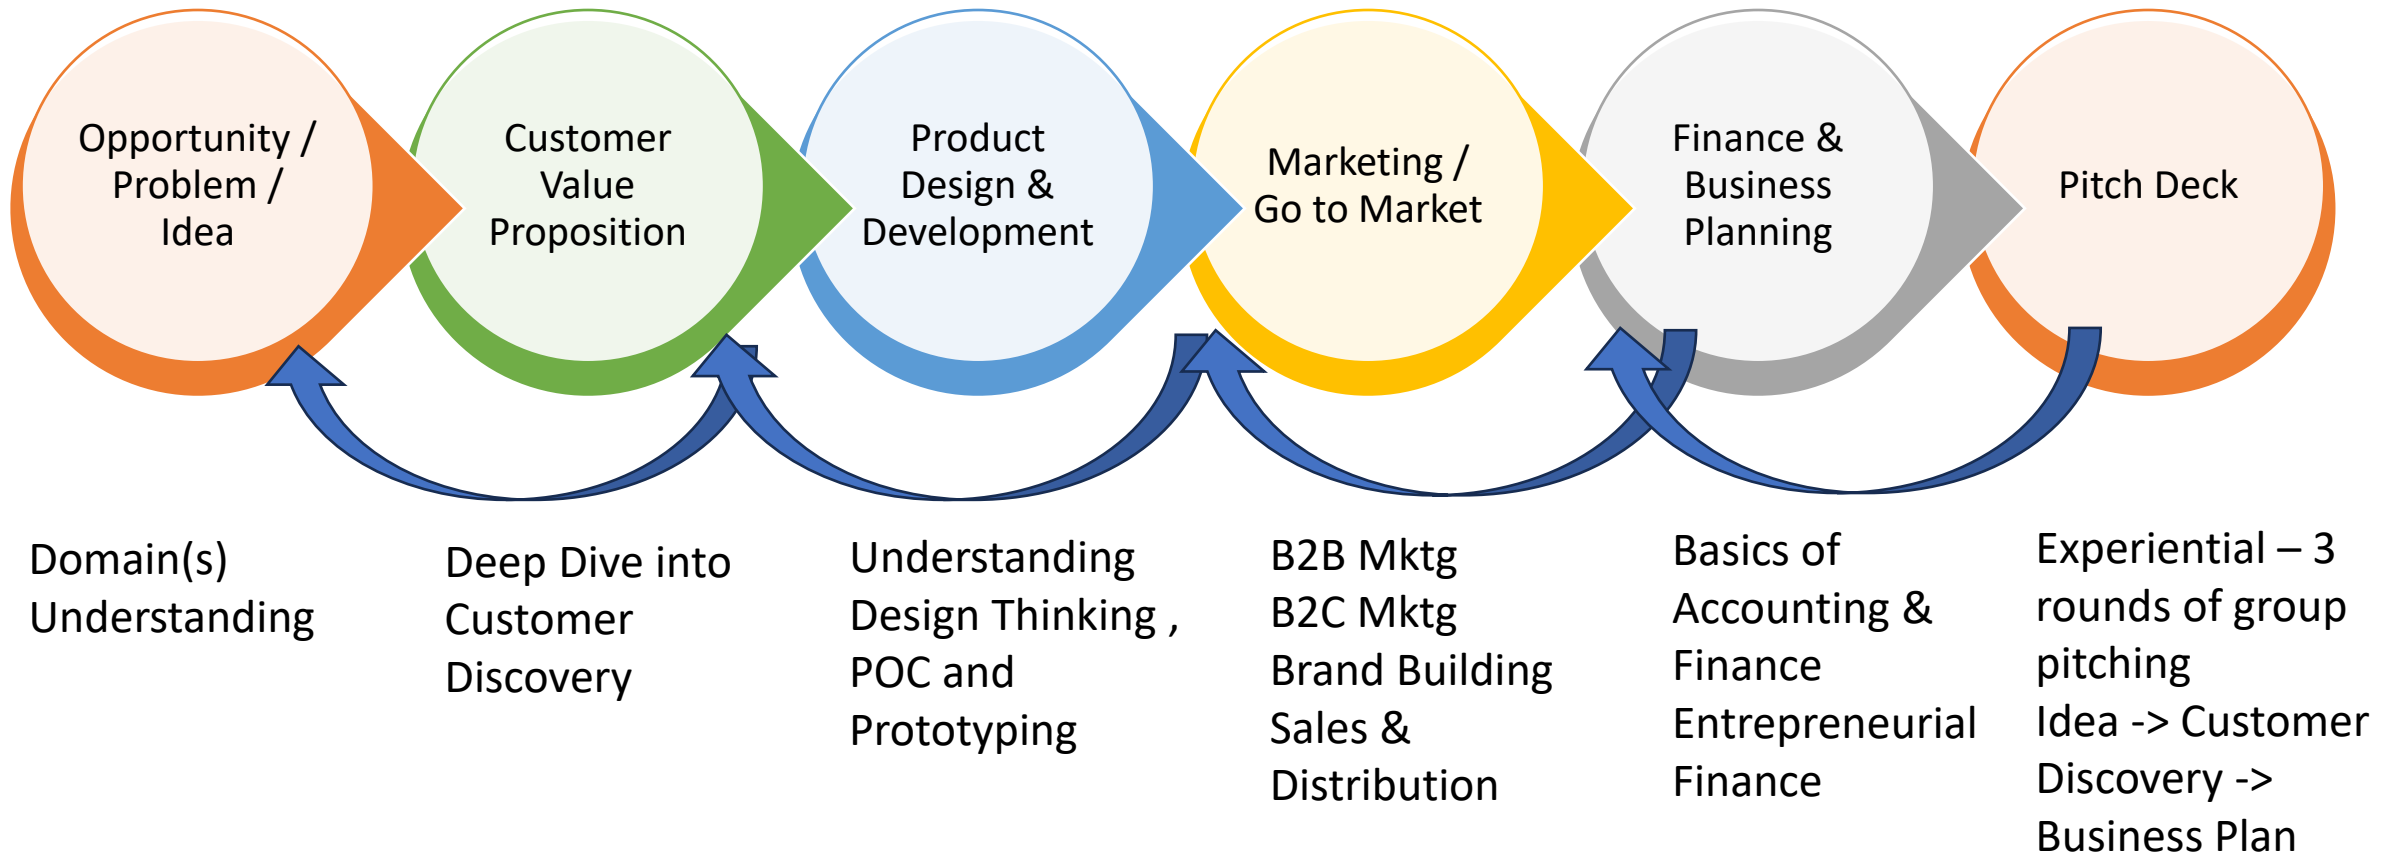 Opportunity /
Problem /
Idea
Customer
Value
Proposition
Product
Design &
Development
Marketing /
Go to Market
Finance &
Business
Planning
Pitch Deck
Domain(s)
Understanding
Deep Dive into
Customer
Discovery
Understanding
Design Thinking ,
POC and
Prototyping
B2B Mktg
B2C Mktg
Brand Building
Sales &
Distribution
Basics of
Accounting &
Finance
Entrepreneurial
Finance
Experiential – 3
rounds of group
pitching
Idea -> Customer
Discovery ->
Business Plan